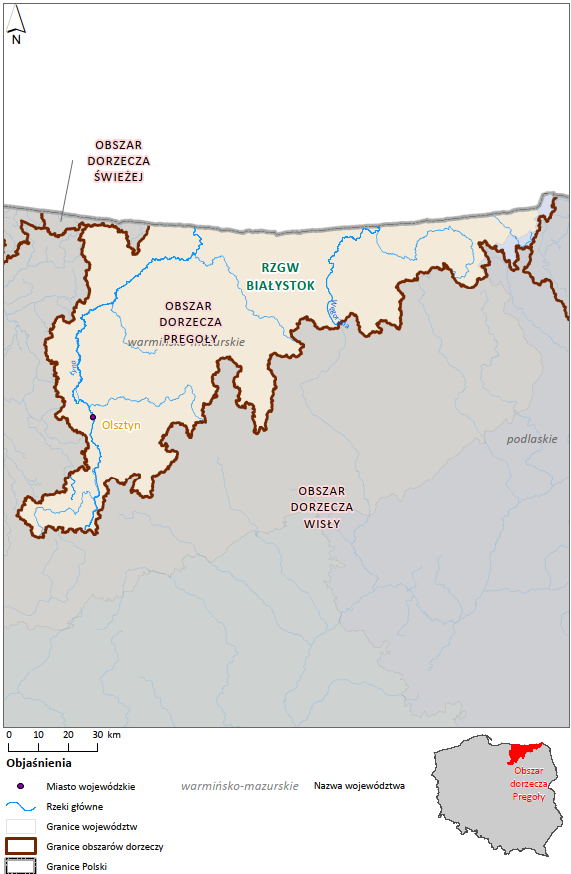 N
OBSZAR
DORZECZA
ŚWIEŻEJ
RZGW
BIAŁYSTOK
OBSZAR
DORZECZA
PREGOŁY
warmińsko-mazurskie
Węgorapa
Łyna
Olsztyn
podlaskie
OBSZAR
DORZECZA
WISŁY
0 10 20 30 km
Objaśnienia
Miasto wojewódzkie
warmińsko-mazurskie Nazwa województwa
Rzeki główne
Granice województw
Granice obszarów dorzeczy
Granice Polski
Obszar
dorzecza
Pregoły